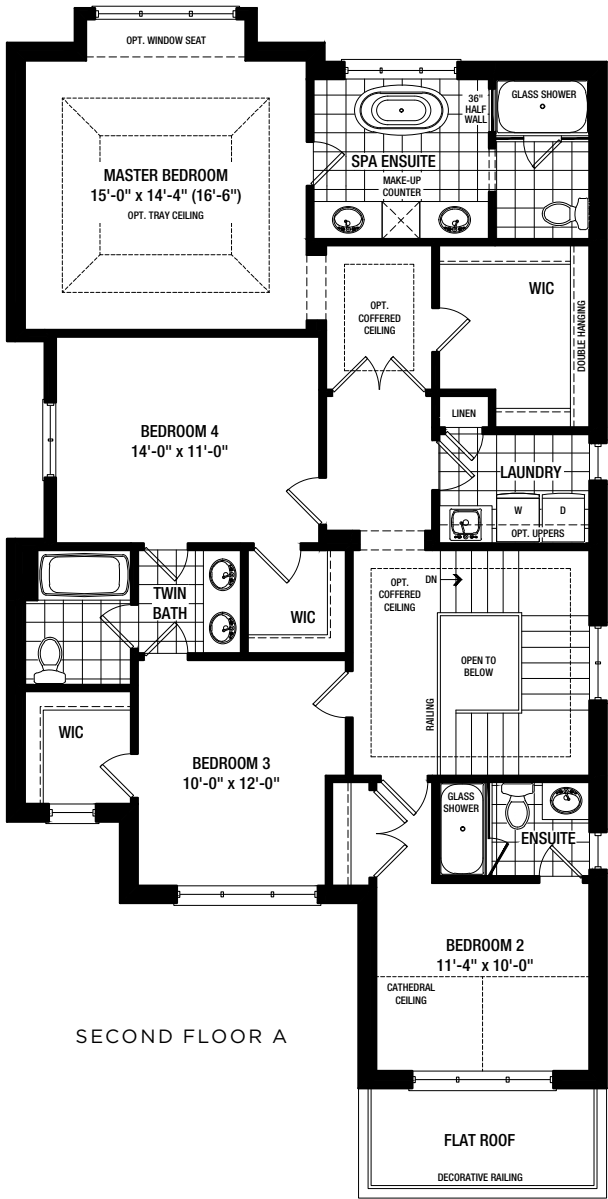 OPT. WINDOW SEAT
MASTER BEDROOM
15'-0" x 14'-4" (16'-6")
OPT. TRAY CEILING
36"
HALF
WALL
GLASS SHOWER
SPA ENSUITE
MAKE-UP
COUNTER
OPT.
COFFERED
CEILING
WIC
DOUBLE HANGING
LINEN
BEDROOM 4
14'-0" x 11'-0"
LAUNDRY
W
D
OPT. UPPERS
TWIN
BATH
WIC
OPT.
COFFERED
CEILING
DN
OPEN TO
BELOW
RAILING
WIC
BEDROOM 3
10'-0" x 12'-0"
GLASS
SHOWER
ENSUITE
BEDROOM 2
11'-4" x 10'-0"
CATHEDRAL
CEILING
SECOND FLOOR A
FLAT ROOF
DECORATIVE RAILING